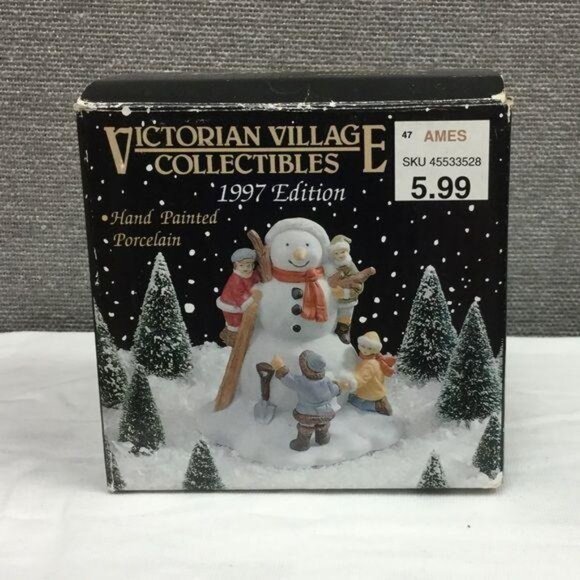 VICTORIAN VILLAGE
COLLECTIBLES
1997 Edition
• Hand Painted
Porcelain
47 AMES
SKU 45533528
5.99